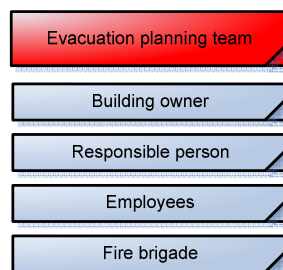 Evacuation planning team
Building owner
Responsible person
Employees
Fire brigade